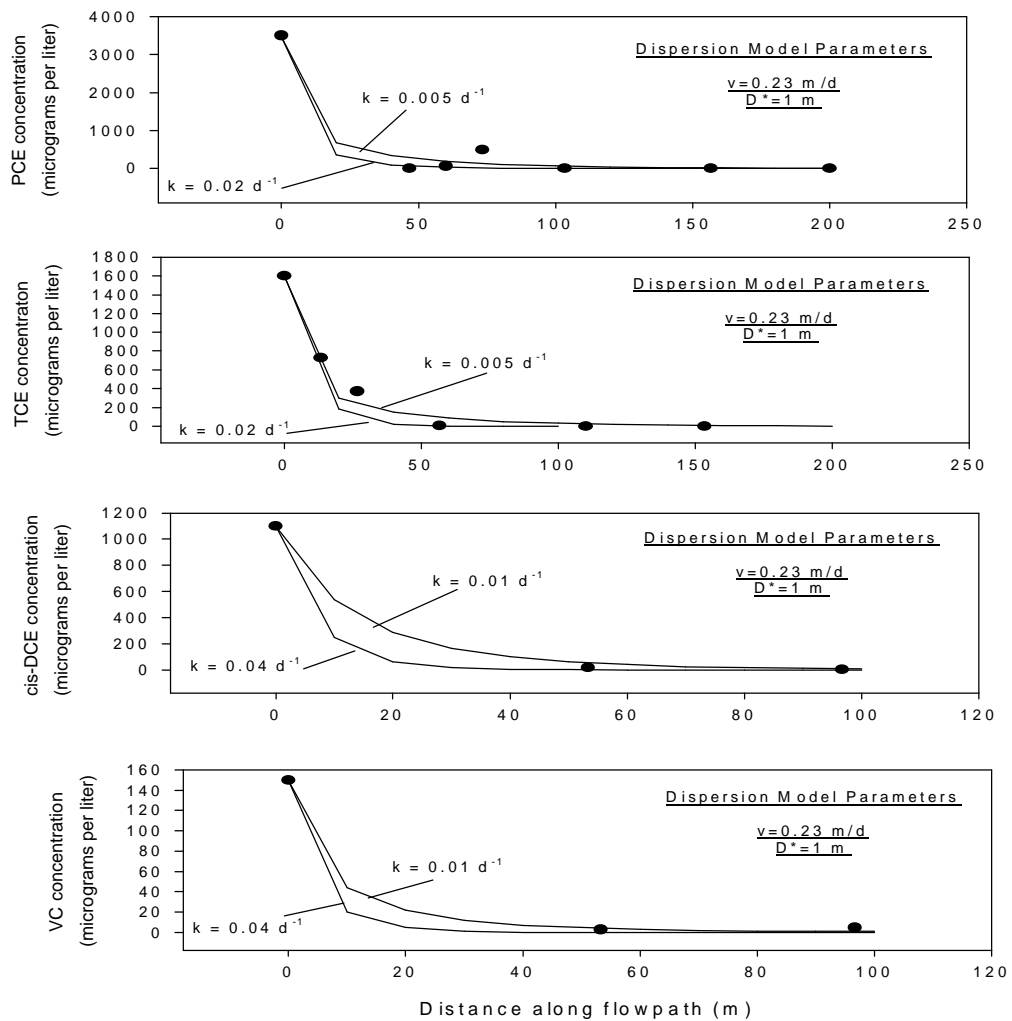 PCE concentration
(micrograms per liter)
4000
3000
2000
1000
0
Dispersion Model Parameters
v=0.23 m/d
D*=1 m
k = 0.005 d-1
k = 0.02 d-1
0 50 100 150 200 250
TCE concentraton
(micrograms per liter)
1800
1600
1400
1200
1000
800
600
400
200
0
Dispersion Model Parameters
v=0.23 m/d
D*=1 m
k = 0.005 d-1
k = 0.02 d-1
0 50 100 150 200 250
cis-DCE concentration
(micrograms per liter)
1200
1000
800
600
400
200
0
Dispersion Model Parameters
v=0.23 m/d
D*=1 m
k = 0.01 d-1
k = 0.04 d-1
0 20 40 60 80 100 120
VC concentration
(micrograms per liter)
160
140
120
100
80
60
40
20
0
Dispersion Model Parameters
v=0.23 m/d
D*=1 m
k = 0.01 d-1
k = 0.04 d-1
0 20 40 60 80 100 120
Distance along flowpath (m)